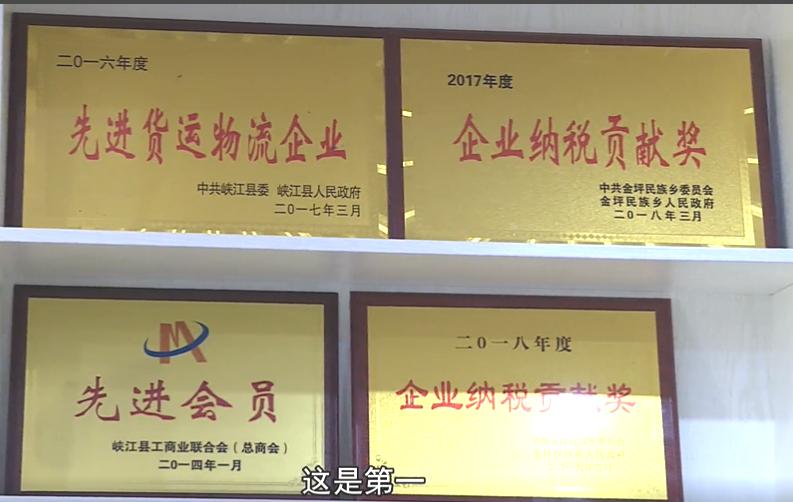 二0一六年度
先进货运物流企业
中共峡江县委 峡江县人民政府
二0一七年三月
2017年度
企业纳税贡献奖
中共金坪民族乡委员会
金坪民族乡人民政府
二0一八年三月
先进会员
峡江县工商业联合会（总商会）
二0一四年一月
二0一八年度
企业纳税贡献奖
这是第一